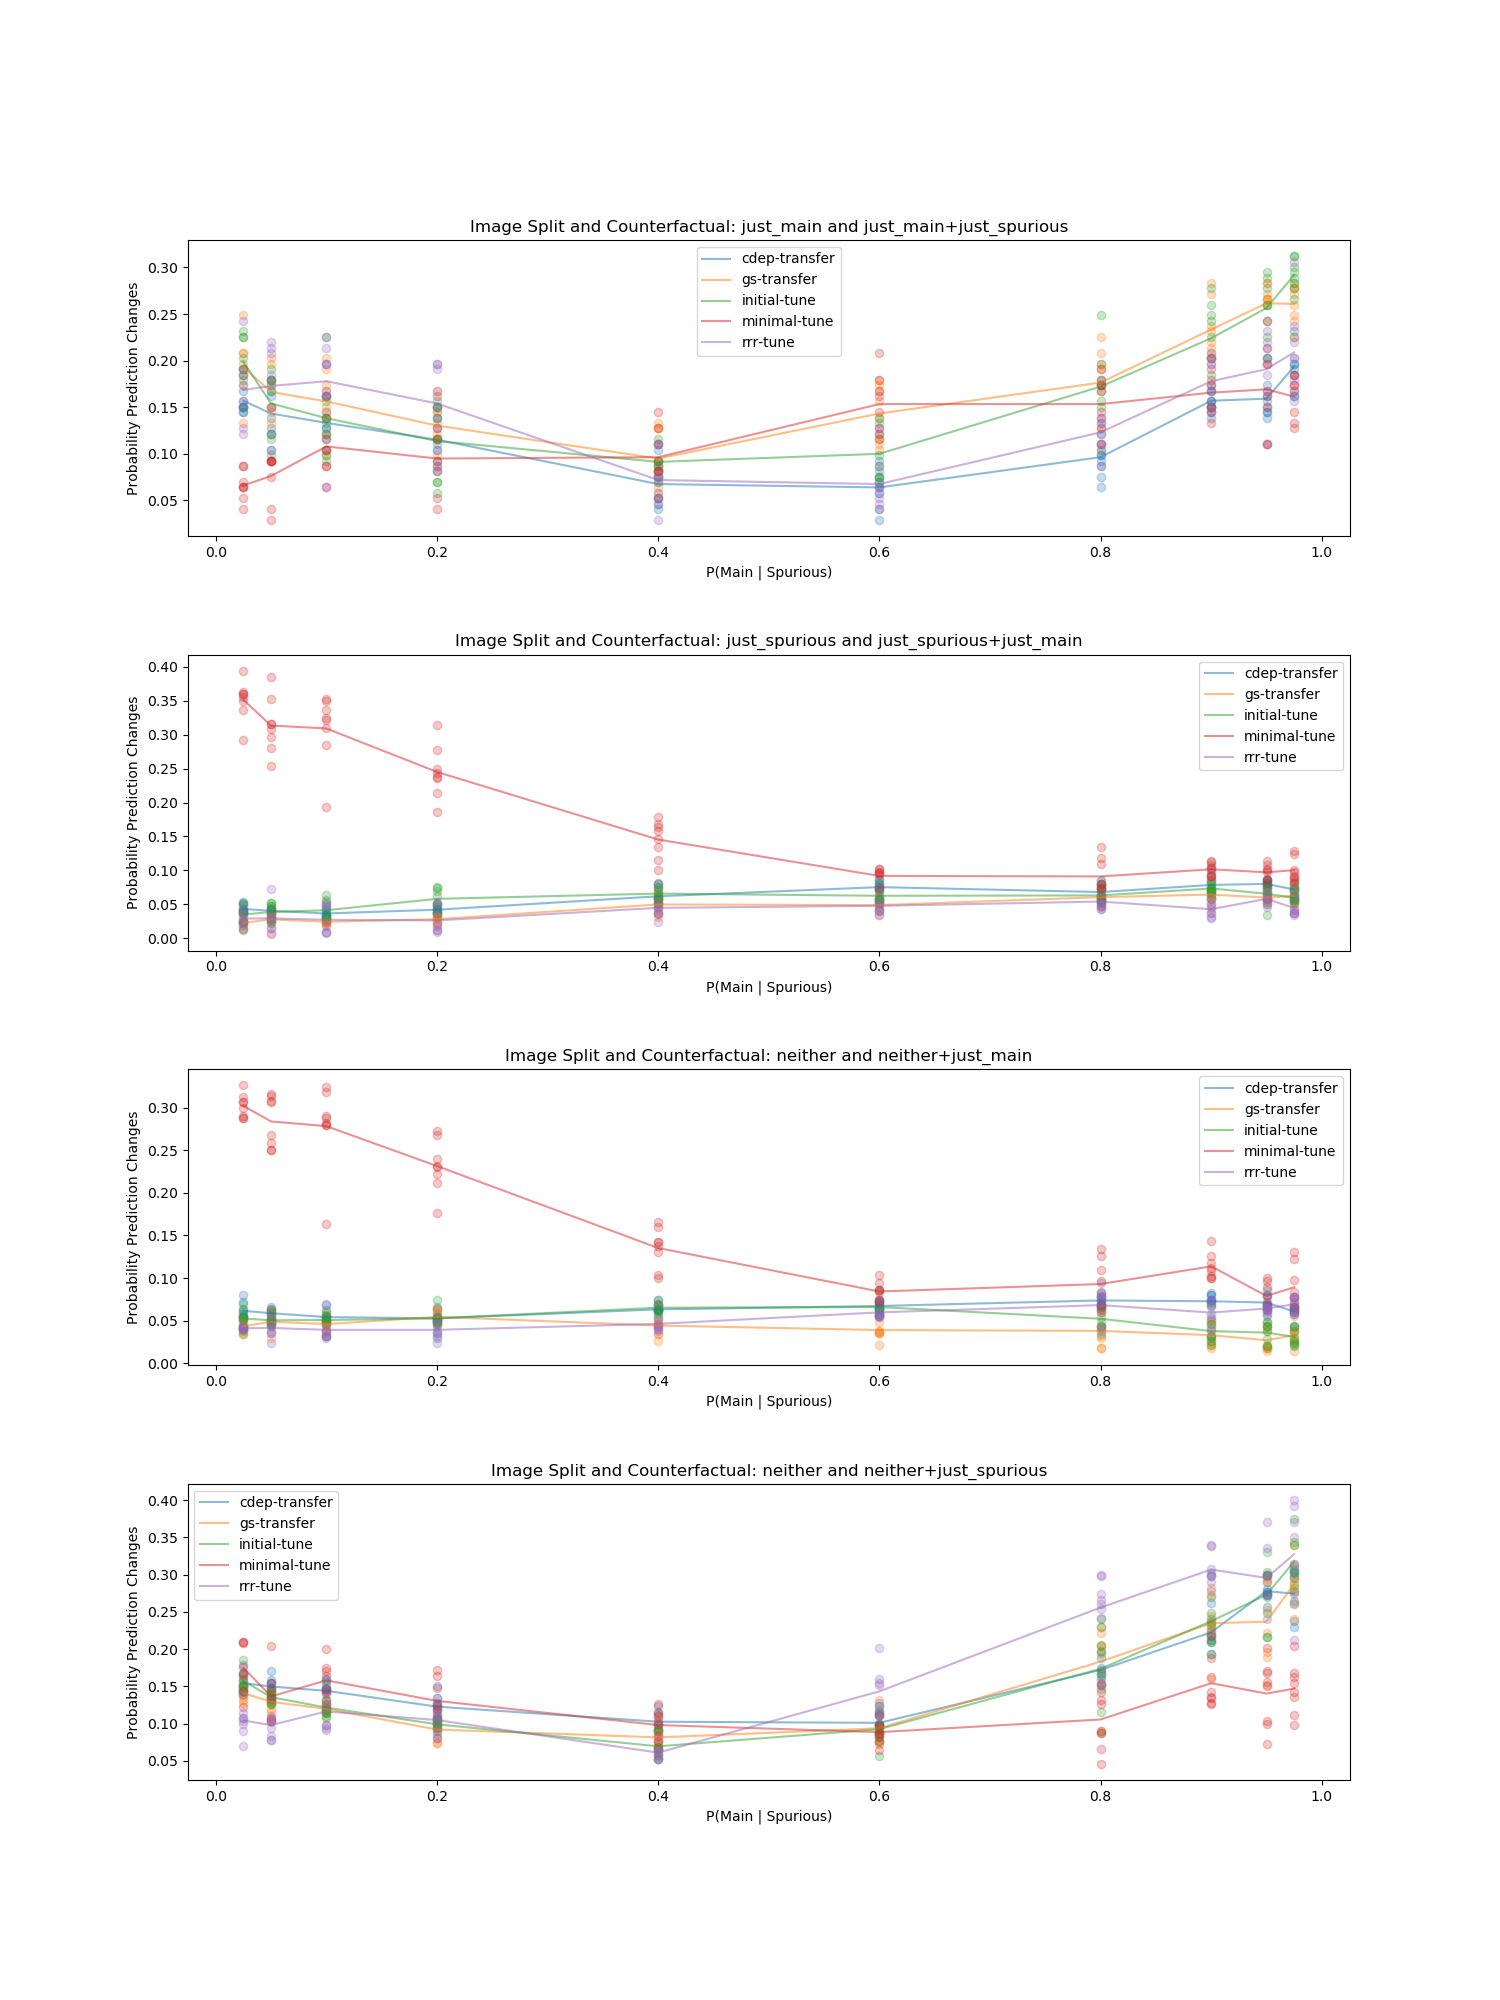 Image Split and Counterfactual: just_main and just_main+just_spurious
Probability Prediction Changes
0.30
0.25
0.20
0.15
0.10
0.05
cdep-transfer
gs-transfer
initial-tune
minimal-tune
rrr-tune
0.0 0.2 0.4 0.6 0.8 1.0
P(Main | Spurious)
Image Split and Counterfactual: just_spurious and just_spurious+just_main
Probability Prediction Changes
0.40
0.35
0.30
0.25
0.20
0.15
0.10
0.05
0.00
cdep-transfer
gs-transfer
initial-tune
minimal-tune
rrr-tune
0.0 0.2 0.4 0.6 0.8 1.0
P(Main | Spurious)
Image Split and Counterfactual: neither and neither+just_main
Probability Prediction Changes
0.30
0.25
0.20
0.15
0.10
0.05
0.00
cdep-transfer
gs-transfer
initial-tune
minimal-tune
rrr-tune
0.0 0.2 0.4 0.6 0.8 1.0
P(Main | Spurious)
Image Split and Counterfactual: neither and neither+just_spurious
Probability Prediction Changes
0.40
0.35
0.30
0.25
0.20
0.15
0.10
0.05
cdep-transfer
gs-transfer
initial-tune
minimal-tune
rrr-tune
0.0 0.2 0.4 0.6 0.8 1.0
P(Main | Spurious)